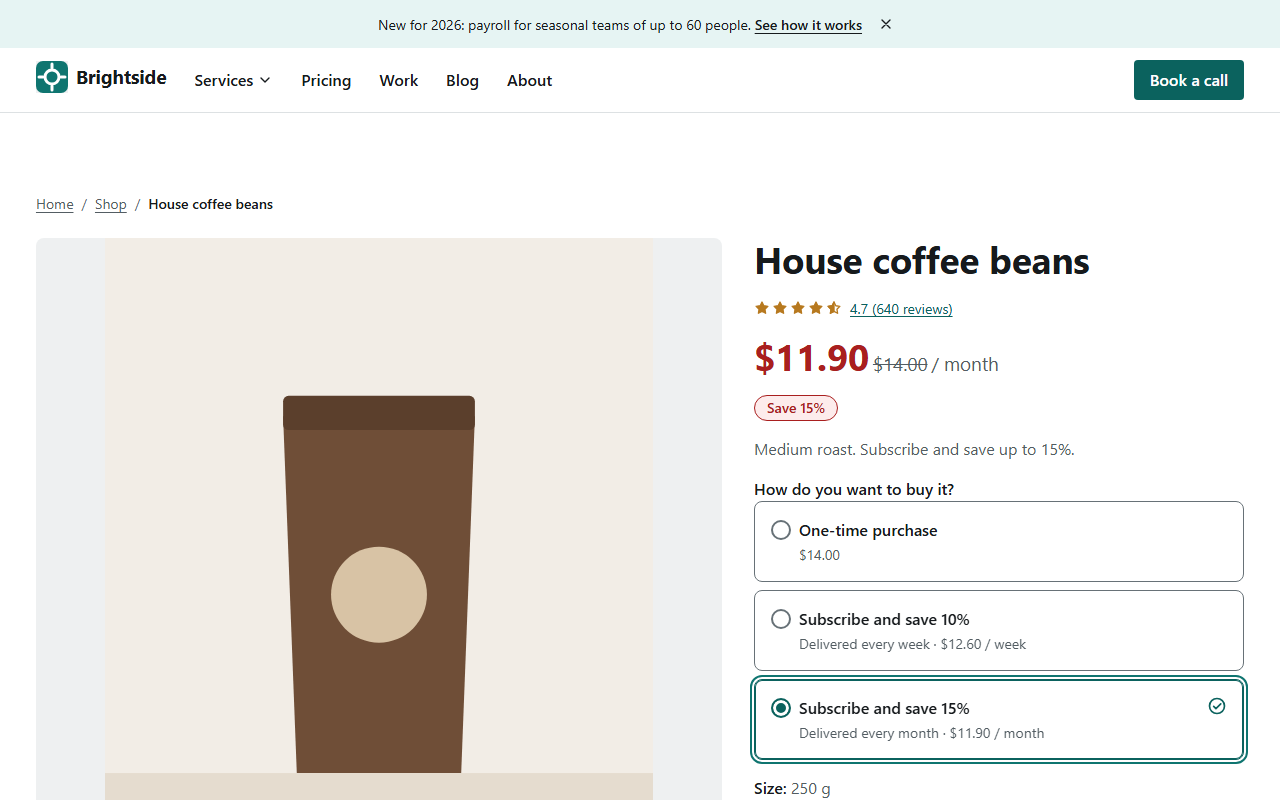 New for 2026: payroll for seasonal teams of up to 60 people. See how it works
Brightside
Services
Pricing
Work
Blog
About
Book a call
Home / Shop / House coffee beans
House coffee beans
4.7 (640 reviews)
$11.90 $14.00 / month
Save 15%
Medium roast. Subscribe and save up to 15%.
How do you want to buy it?
One-time purchase
$14.00
Subscribe and save 10%
Delivered every week · $12.60 / week
Subscribe and save 15%
Delivered every month · $11.90 / month
Size: 250 g